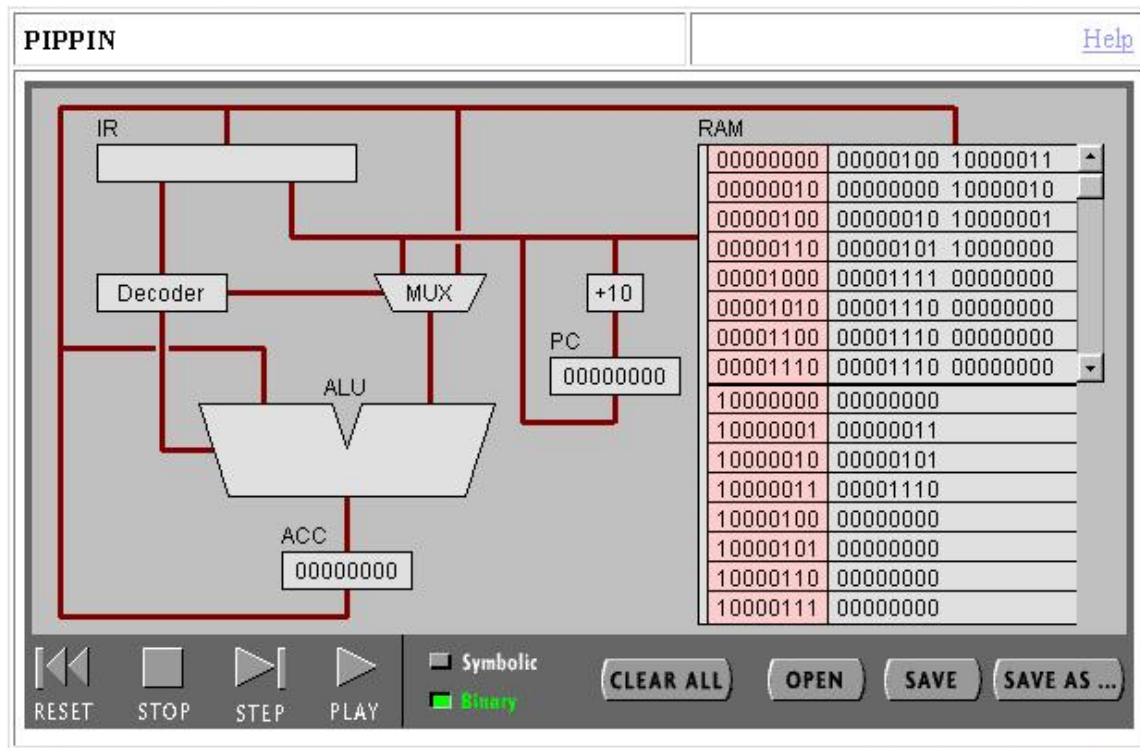 PIPPIN
Help
IR
RAM
00000000 00000100 10000011
00000010 00000000 10000010
00000100 00000010 10000001
00000110 00000101 10000000
00001000 00001111 00000000
00001010 00001110 00000000
00001100 00001110 00000000
00001110 00001110 00000000
10000000 00000000
10000001 00000011
10000010 00000101
10000011 00001110
10000100 00000000
10000101 00000000
10000110 00000000
10000111 00000000
Decoder
MUX
+10
PC
00000000
ALU
ACC
00000000
RESET
STOP
STEP
PLAY
Symbolic
Binary
CLEAR ALL
OPEN
SAVE
SAVE AS ...